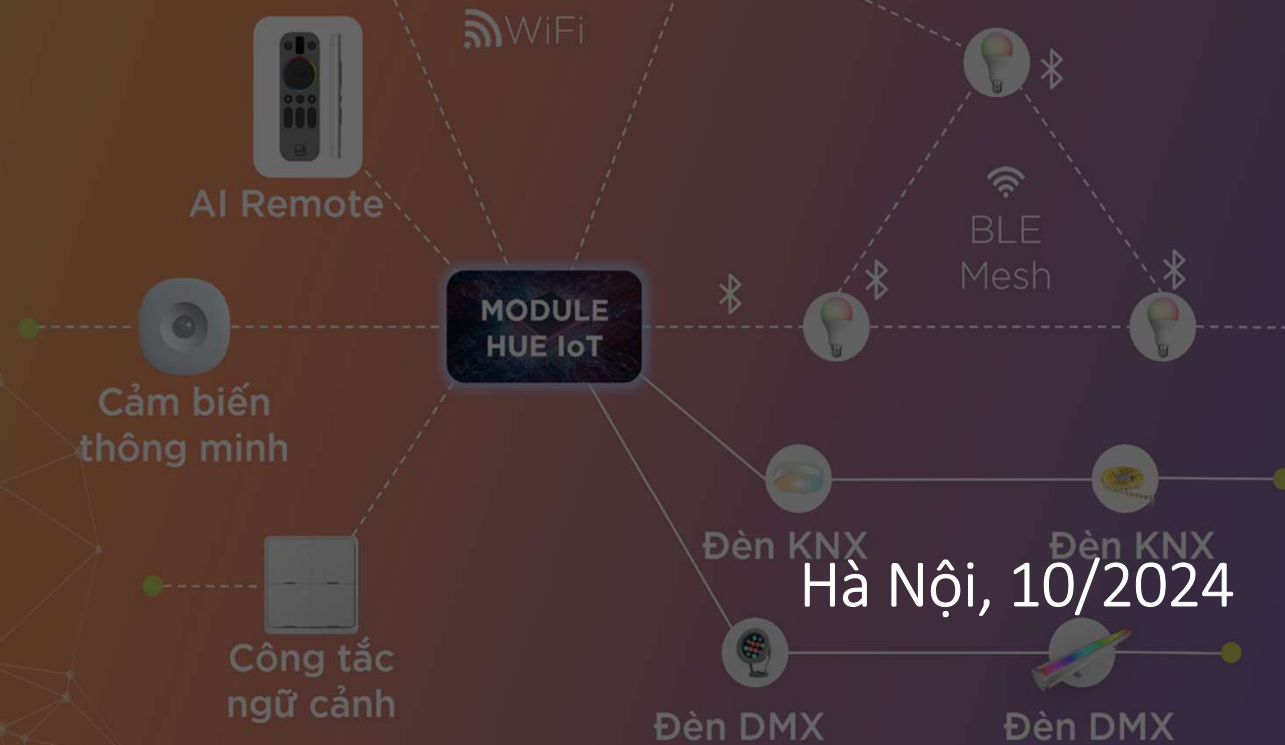 WiFi
AI Remote
BLE
Mesh
MODULE
HUE IoT
Cảm biến
thông minh
Đèn KNX
Đèn KNX
Hà Nội, 10/2024
Công tắc
ngữ cảnh
Đèn DMX
Đèn DMX